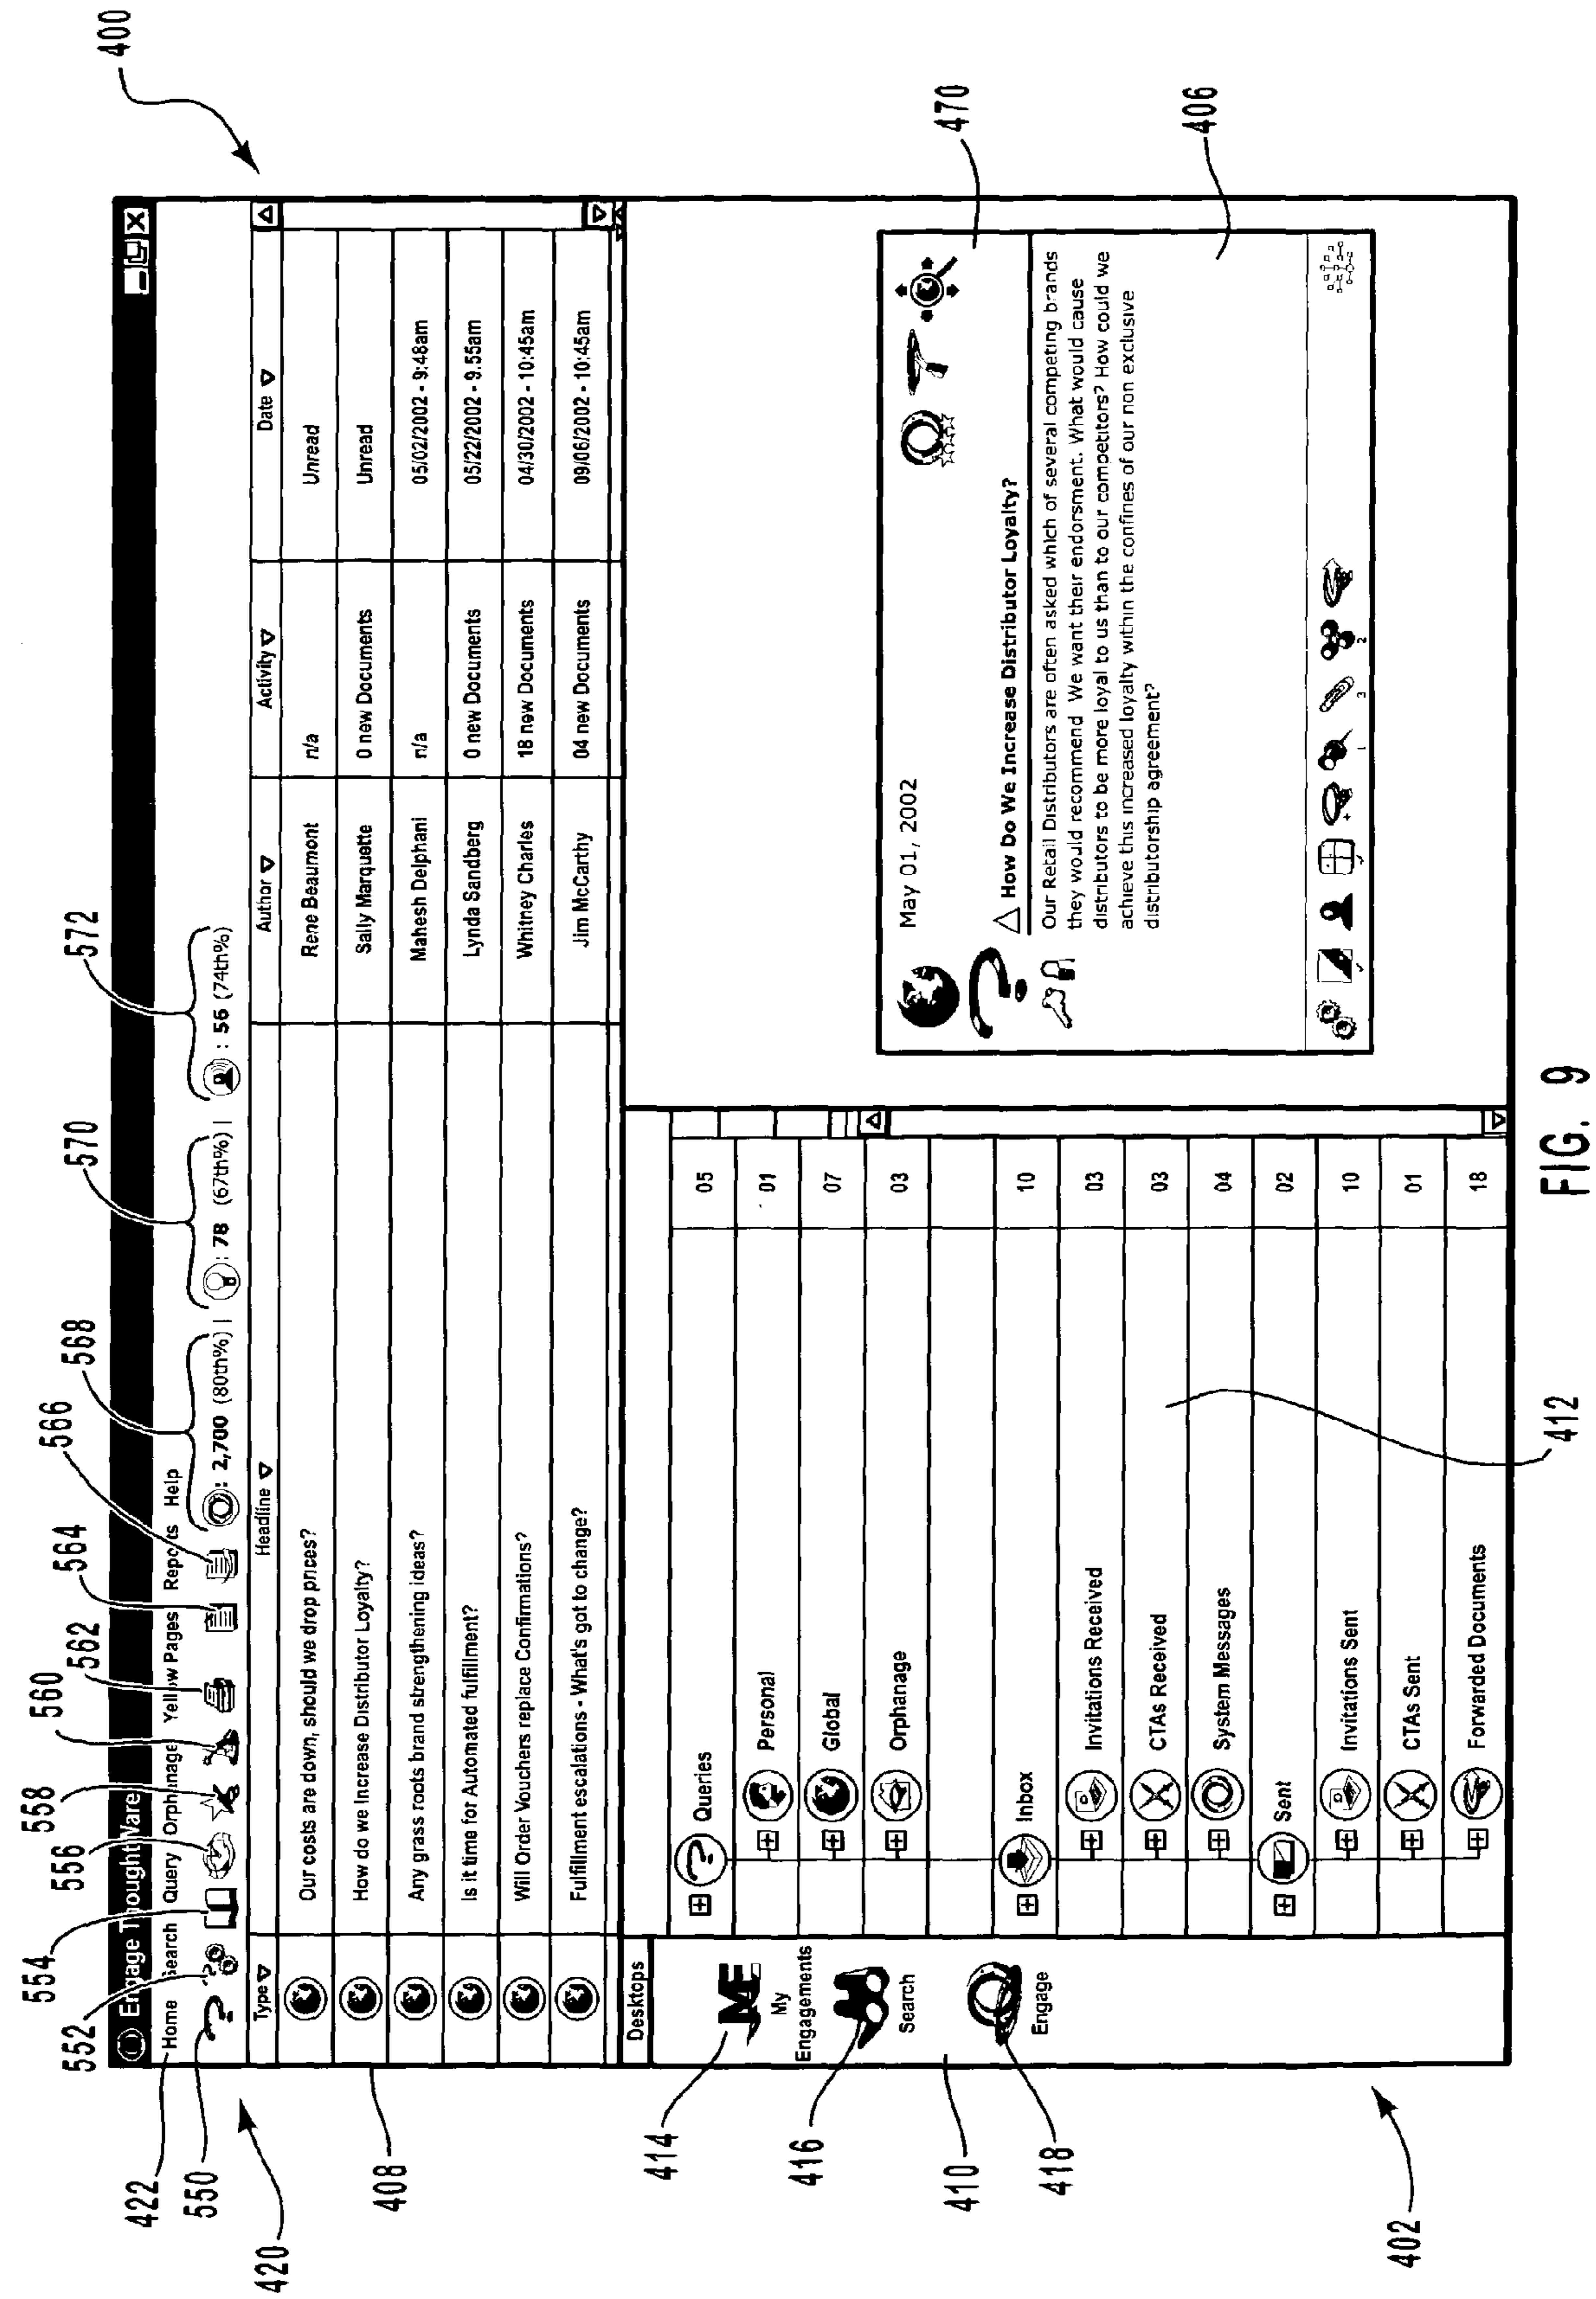 400
Engage ThoughtWare
Home Search Query Orphanage Yellow Pages Reports Help
: 2,700 (80th%) | : 78 (67th%) | : 56 (74th%)
422
550
552
554
556
558
560
562
564
566
568
570
572
420
Type Headline Author Activity Date
Our costs are down, should we drop prices? Rene Beaumont n/a Unread
How do we Increase Distributor Loyalty? Sally Marquette 0 new Documents Unread
Any grass roots brand strengthening ideas? Mahesh Delphani n/a 05/02/2002 - 9:48am
Is it time for Automated fulfillment? Lynda Sandberg 0 new Documents 05/22/2002 - 9.55am
Will Order Vouchers replace Confirmations? Whitney Charles 18 new Documents 04/30/2002 - 10:45am
Fulfillment escalations - What's got to change? Jim McCarthy 04 new Documents 09/06/2002 - 10:45am
408
Desktops
ME
My
Engagements
Search
Engage
414
416
410
418
402
Queries 05
Personal 01
Global 07
Orphanage 03
Inbox 10
Invitations Received 03
CTAs Received 03
System Messages 04
Sent 02
Invitations Sent 10
CTAs Sent 01
Forwarded Documents 18
412
May 01, 2002
How Do We Increase Distributor Loyalty?
Our Retail Distributors are often asked which of several competing brands
they would recommend We want their endorsment. What would cause
distributors to be more loyal to us than to our competitors? How could we
achieve this increased loyalty within the confines of our non exclusive
distributorship agreement?
1 3 2
470
406
FIG. 9